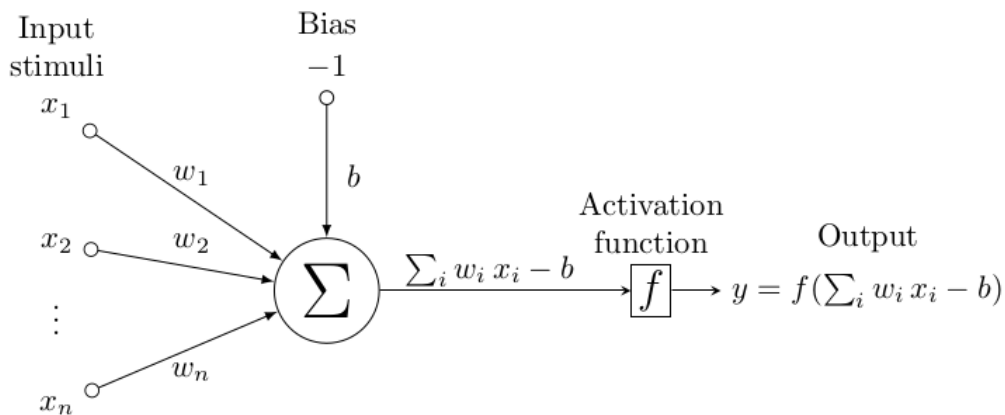 Input
stimuli
x₁
w₁
x₂
w₂
⋮
xₙ
wₙ
Bias
−1
b
∑
∑ᵢ wᵢ xᵢ − b
Activation
function
f
Output
y = f(∑ᵢ wᵢ xᵢ − b)